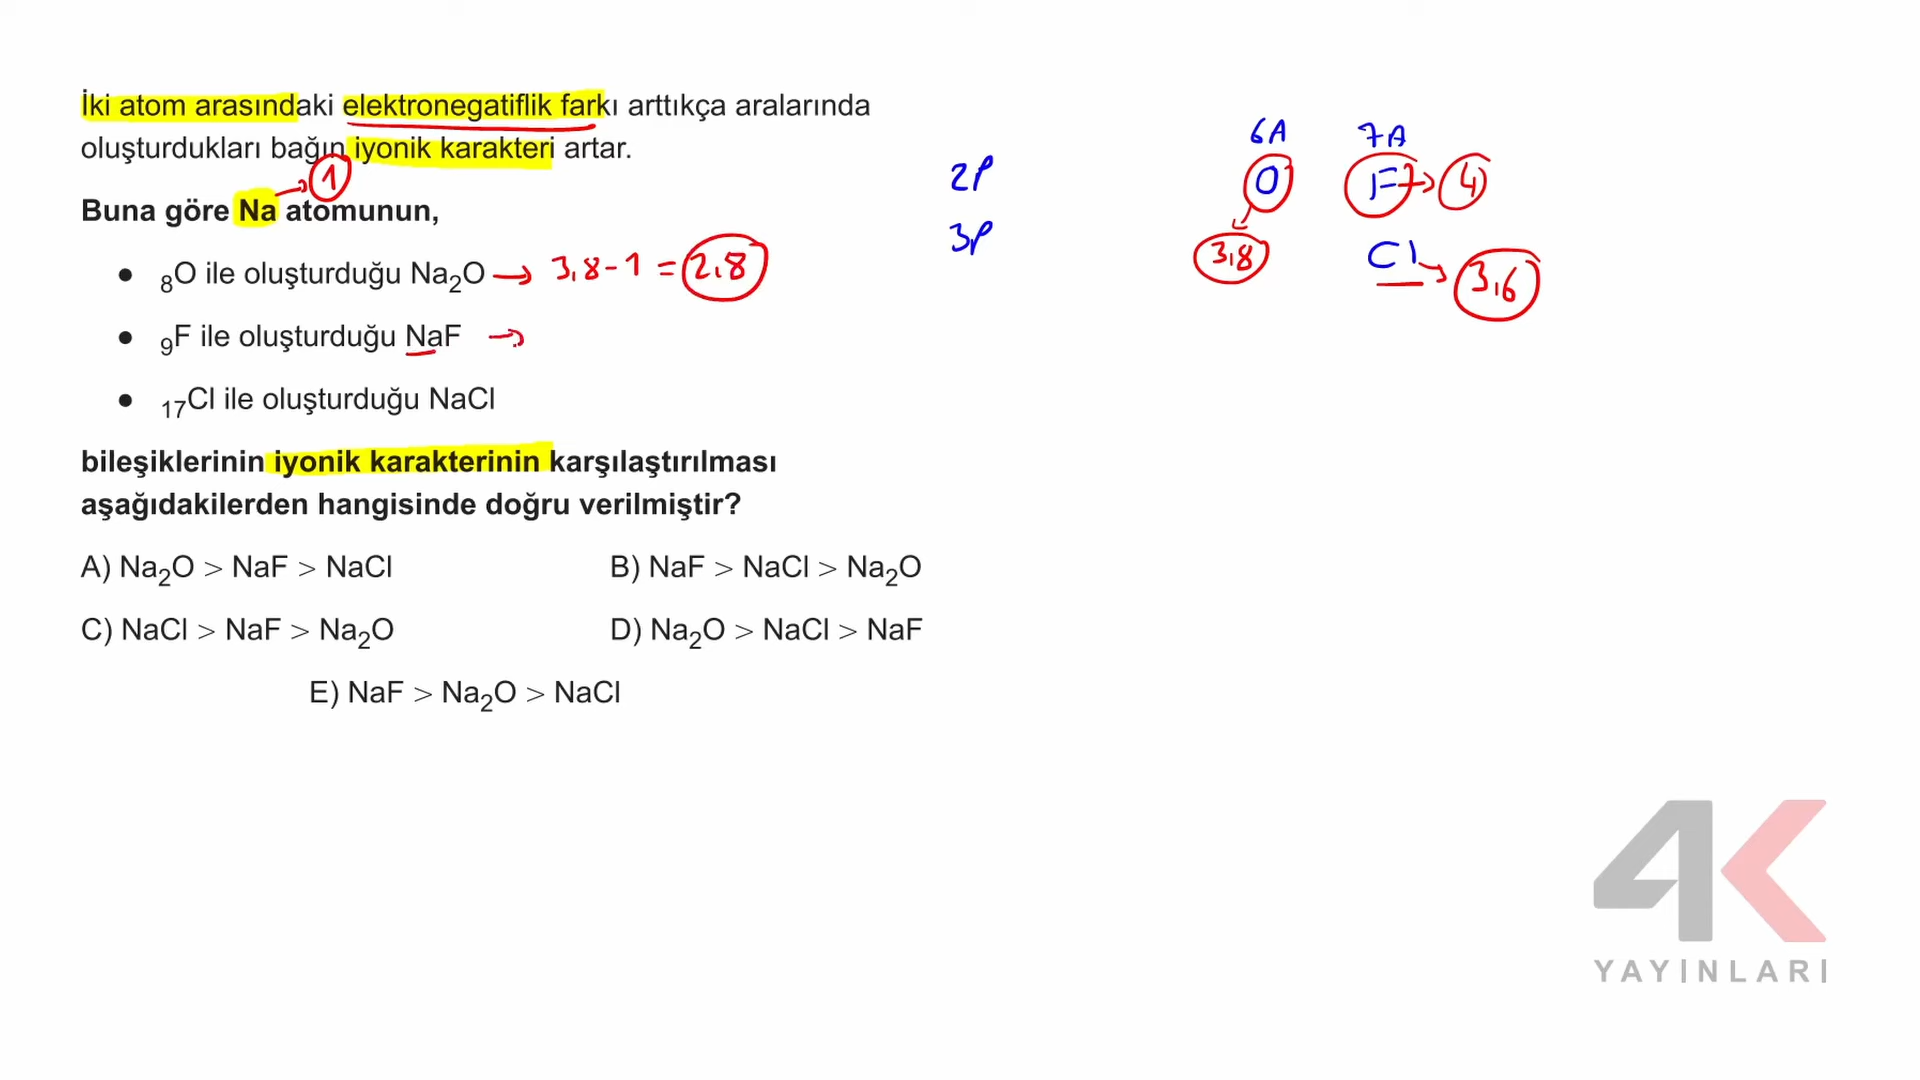 İki atom arasındaki elektronegatiflik farkı arttıkça aralarında
oluşturdukları bağın iyonik karakteri artar.
1
Buna göre Na atomunun,
• ₈O ile oluşturduğu Na₂O → 3,8-1 = 2,8
• ₉F ile oluşturduğu NaF →
• ₁₇Cl ile oluşturduğu NaCl
bileşiklerinin iyonik karakterinin karşılaştırılması
aşağıdakilerden hangisinde doğru verilmiştir?
A) Na₂O > NaF > NaCl
B) NaF > NaCl > Na₂O
C) NaCl > NaF > Na₂O
D) Na₂O > NaCl > NaF
E) NaF > Na₂O > NaCl
6A 7A
2P O F → 4
3P 3,8 Cl → 3,6
4K
YAYINLARI